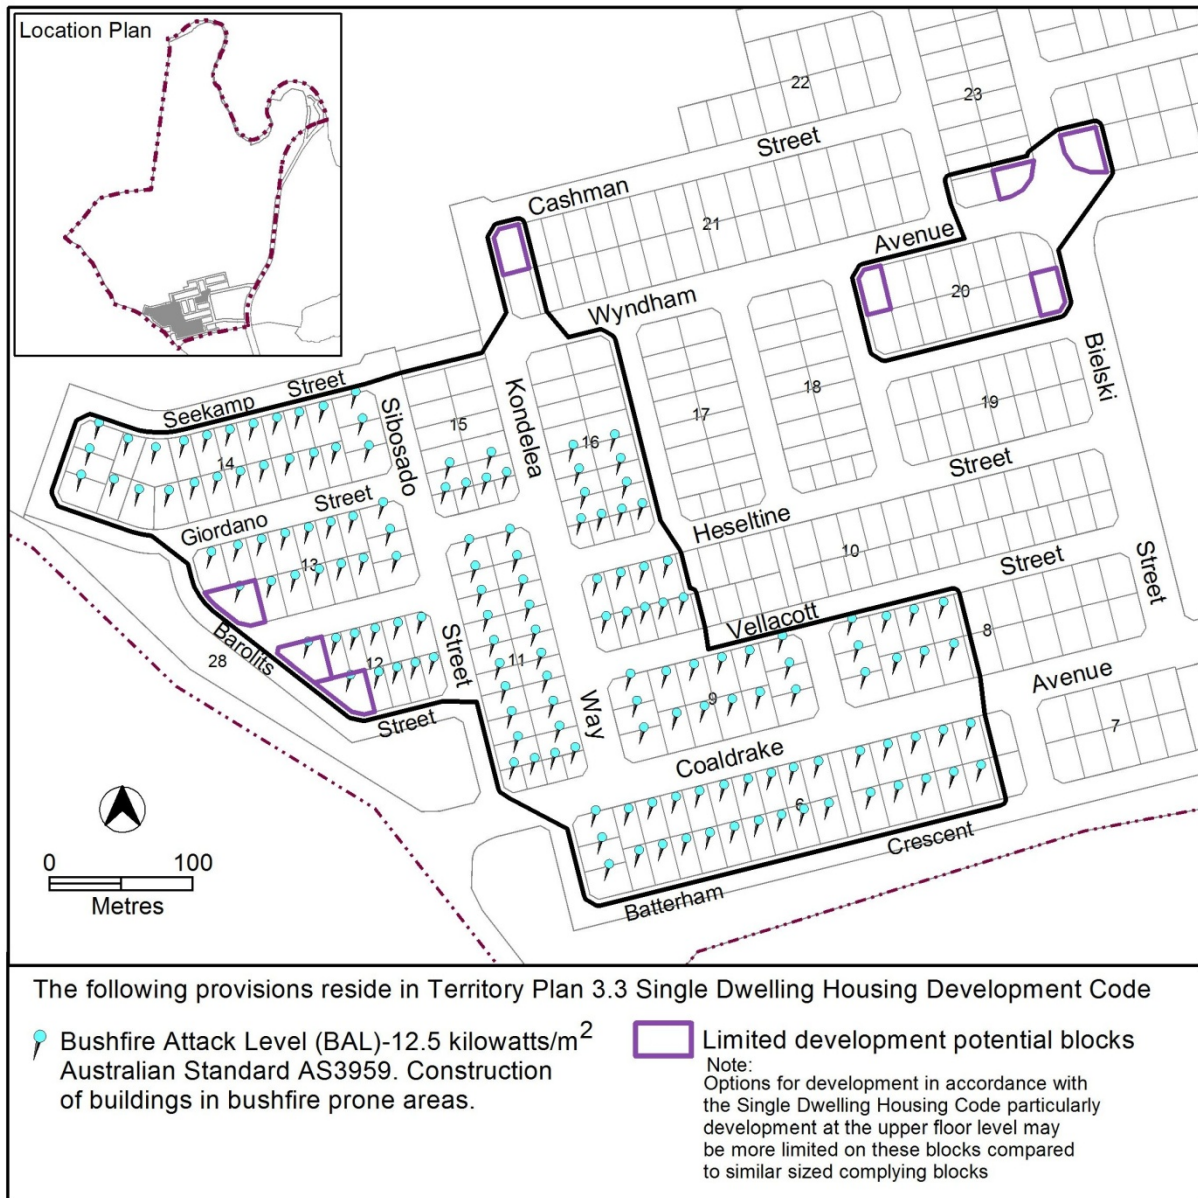 Location Plan
22
23
Street
Cashman
21
Avenue
20
Wyndham
Bielski
18
19
17
Street
Seekamp
Sibosado
15
Kondelea
16
14
Street
Street
Giordano
Heseltine
10
13
Street
Street
Vellacott
8
Barolits
28
12
Street
11
Way
9
Avenue
7
Street
Coaldrake
6
Crescent
Batterham
0 100
Metres
The following provisions reside in Territory Plan 3.3 Single Dwelling Housing Development Code
Bushfire Attack Level (BAL)-12.5 kilowatts/m²
Australian Standard AS3959. Construction
of buildings in bushfire prone areas.
Limited development potential blocks
Note:
Options for development in accordance with
the Single Dwelling Housing Code particularly
development at the upper floor level may
be more limited on these blocks compared
to similar sized complying blocks